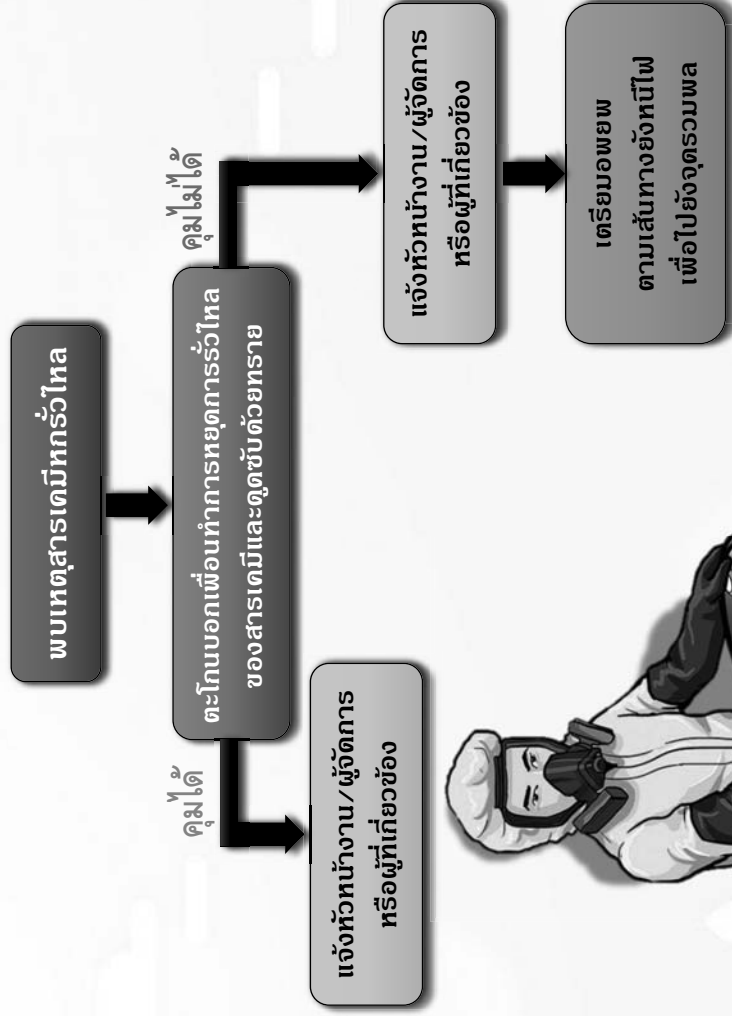 พบเหตุสารเคมีหกรั่วไหล
ตะโกนบอกเพื่อนทำการหยุดการรั่วไหล
ของสารเคมีและดูดซับด้วยทราย
คุมได้
แจ้งหัวหน้างาน/ผู้จัดการ
หรือผู้ที่เกี่ยวข้อง
คุมไม่ได้
แจ้งหัวหน้างาน/ผู้จัดการ
หรือผู้ที่เกี่ยวข้อง
เตรียมอพยพ
ตามเส้นทางยังหนีไฟ
เพื่อไปยังจุดรวมพล